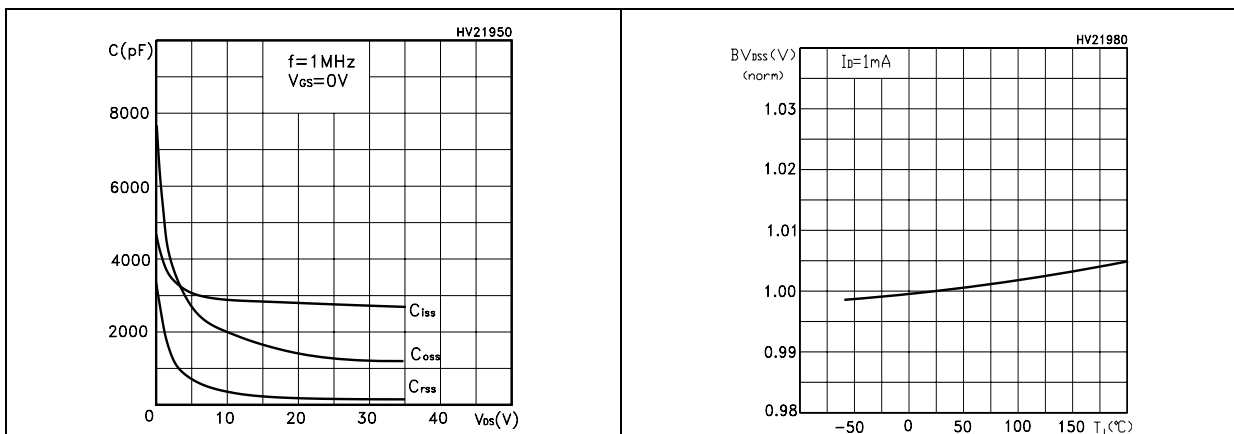 HV21950
C(pF)
f=1MHz
VGS=0V
8000
6000
4000
2000
Ciss
Coss
Crss
0 10 20 30 40 VDS(V)
HV21980
BVDSS(V)
(norm)
ID=1mA
1.03
1.02
1.01
1.00
0.99
0.98
-50 0 50 100 150 TJ(°C)